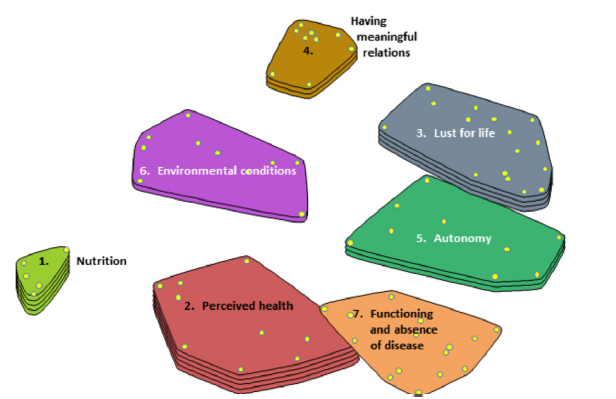 4.
Having
meaningful
relations
3. Lust for life
6. Environmental conditions
5. Autonomy
1.
Nutrition
2. Perceived health
7. Functioning
and absence
of disease